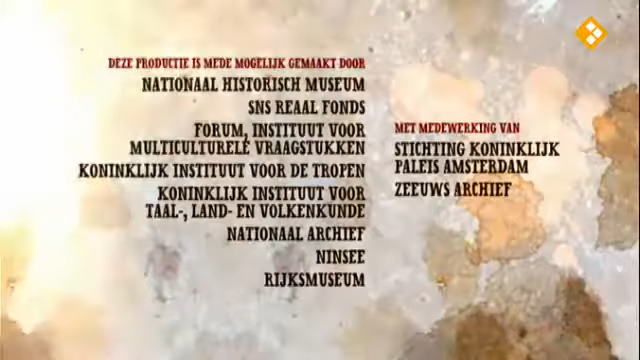 DEZE PRODUCTIE IS MEDE MOGELIJK GEMAAKT DOOR
NATIONAAL HISTORISCH MUSEUM
SNS REAAL FONDS
FORUM, INSTITUUT VOOR
MULTICULTURELE VRAAGSTUKKEN
KONINKLIJK INSTITUUT VOOR DE TROPEN
KONINKLIJK INSTITUUT VOOR
TAAL-, LAND- EN VOLKENKUNDE
NATIONAAL ARCHIEF
NINSEE
RIJKSMUSEUM
MET MEDEWERKING VAN
STICHTING KONINKLIJK
PALEIS AMSTERDAM
ZEEUWS ARCHIEF